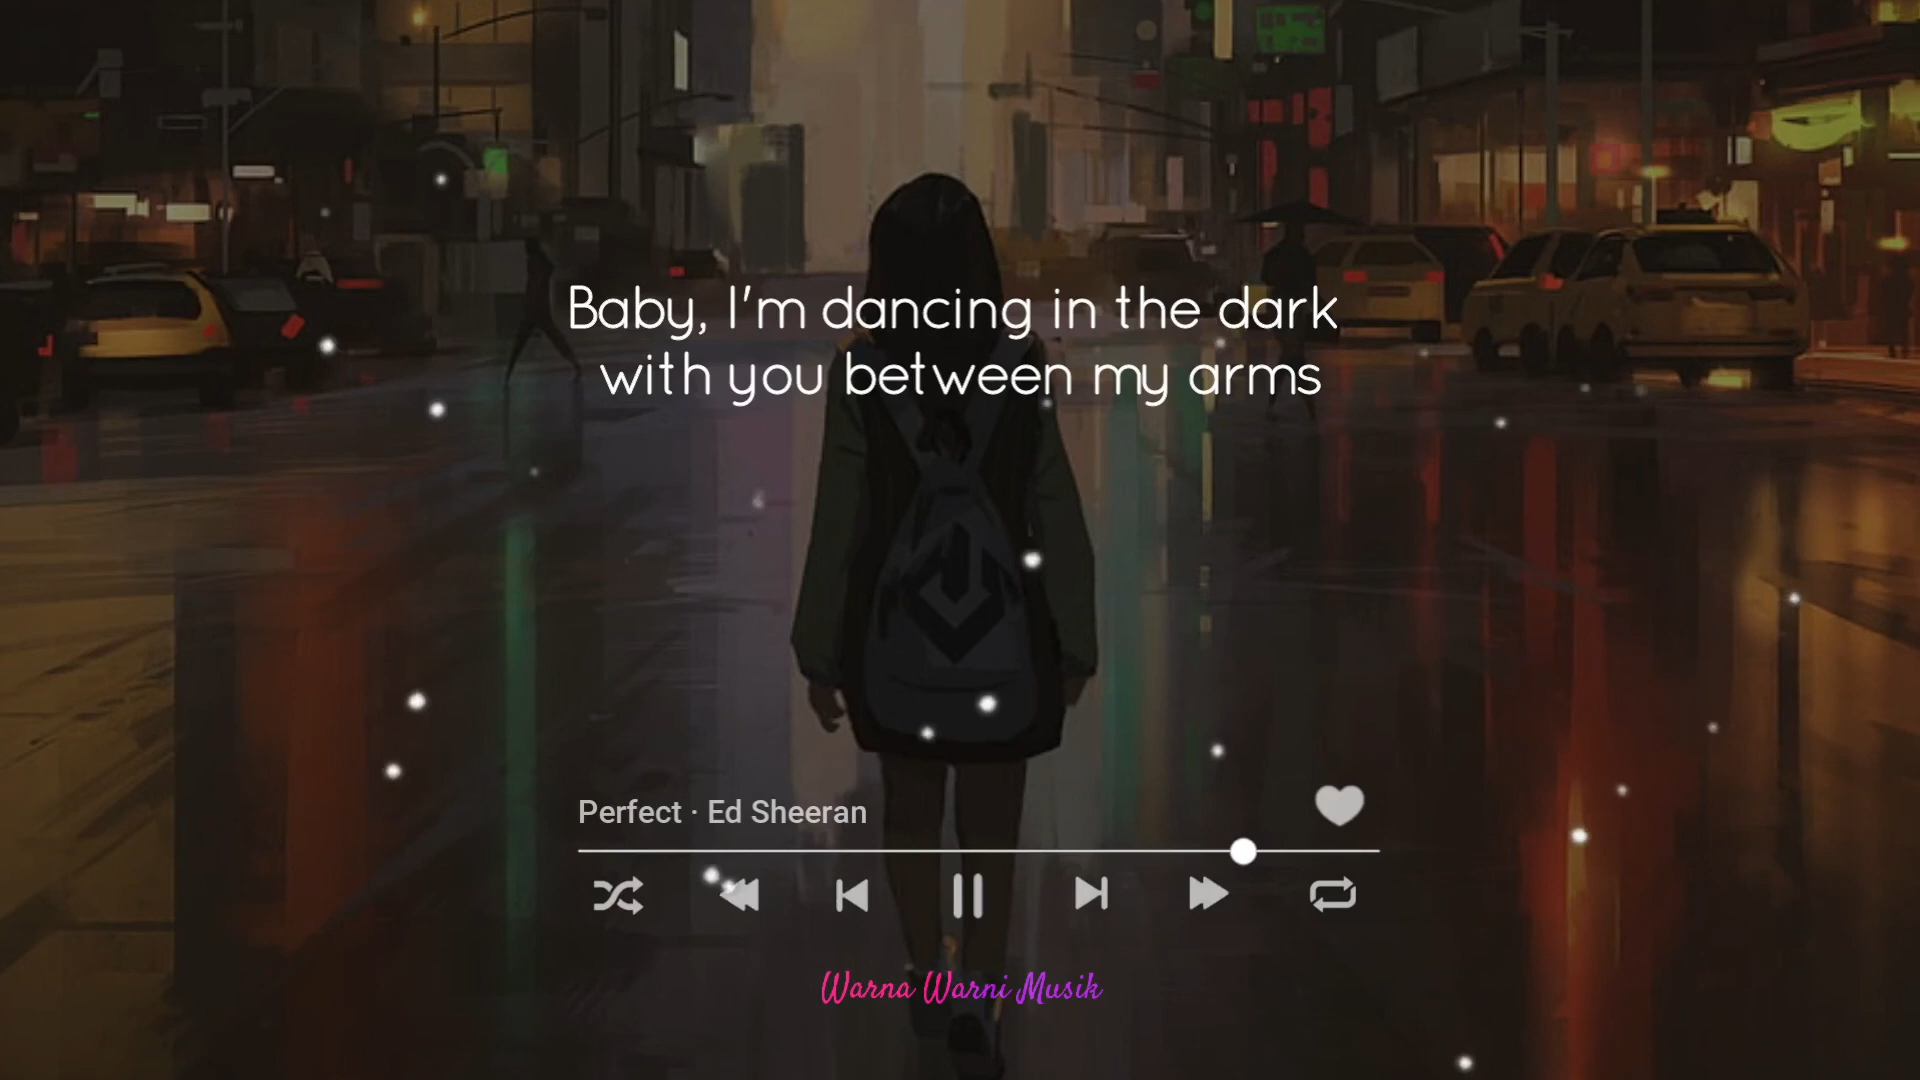 Baby, I'm dancing in the dark
with you between my arms
Perfect · Ed Sheeran
Warna Warni Musik